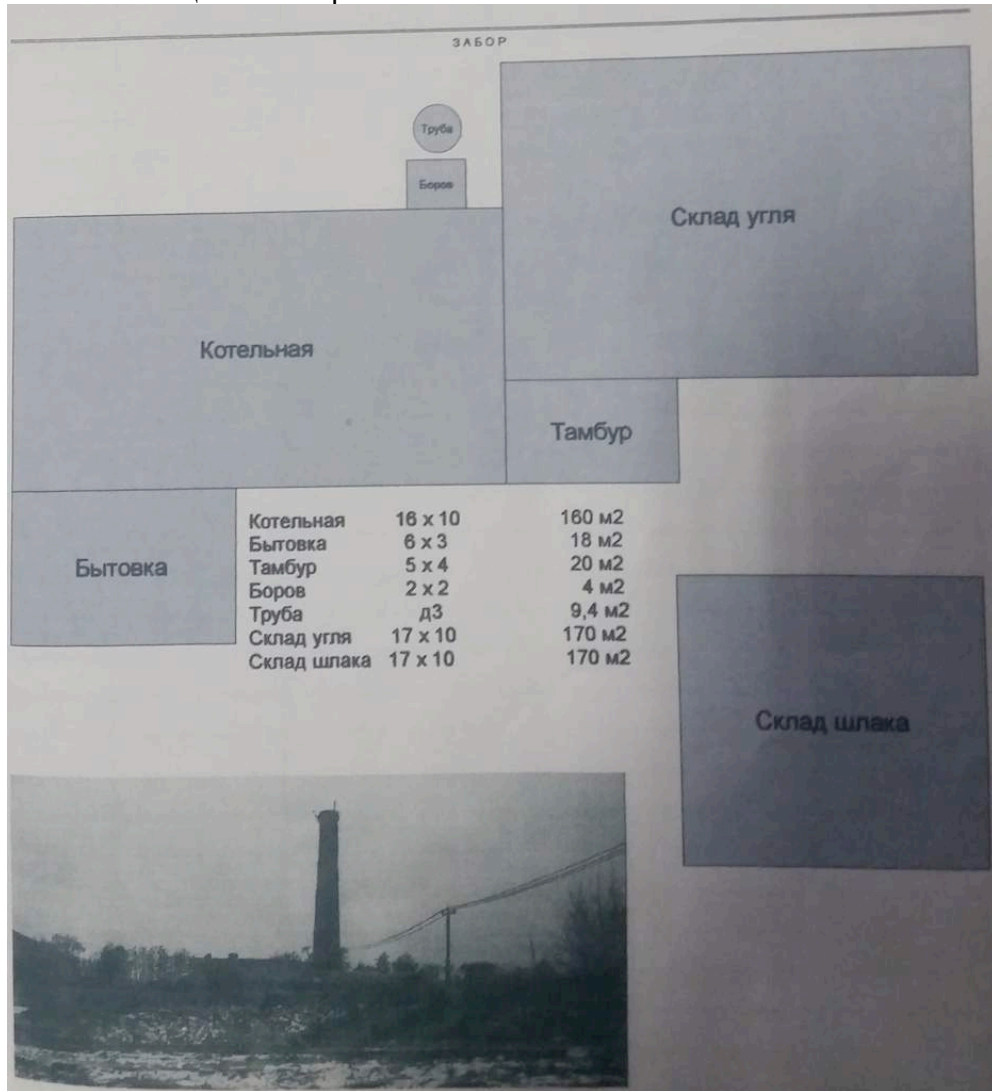 ЗАБОР
Труба
Боров
Склад угля
Котельная
Тамбур
Бытовка
Котельная 16 х 10 160 м2
Бытовка 6 х 3 18 м2
Тамбур 5 х 4 20 м2
Боров 2 х 2 4 м2
Труба д3 9,4 м2
Склад угля 17 х 10 170 м2
Склад шлака 17 х 10 170 м2
Склад шлака